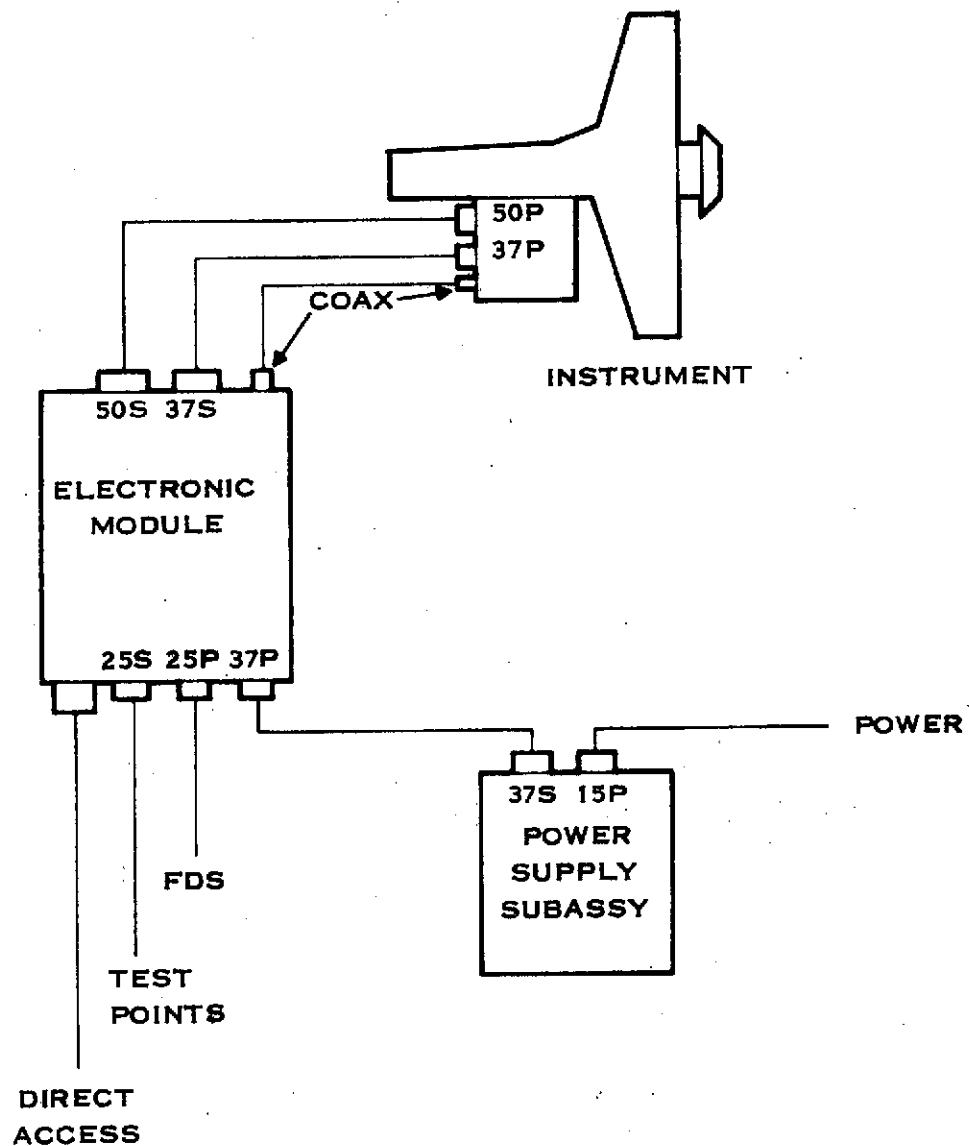 50P
37P
COAX
INSTRUMENT
50S 37S
ELECTRONIC
MODULE
25S 25P 37P
POWER
37S 15P
POWER
SUPPLY
SUBASSY
FDS
TEST
POINTS
DIRECT
ACCESS